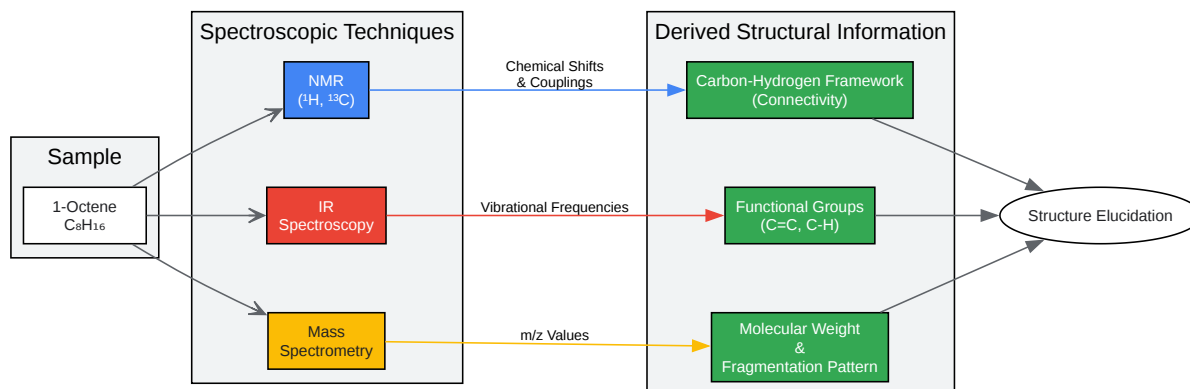 Spectroscopic Techniques
Derived Structural Information
NMR
(¹H, ¹³C)
Chemical Shifts
& Couplings
Carbon-Hydrogen Framework
(Connectivity)
Sample
1-Octene
C₈H₁₆
IR
Spectroscopy
Vibrational Frequencies
Functional Groups
(C=C, C-H)
Structure Elucidation
Mass
Spectrometry
m/z Values
Molecular Weight
&
Fragmentation Pattern